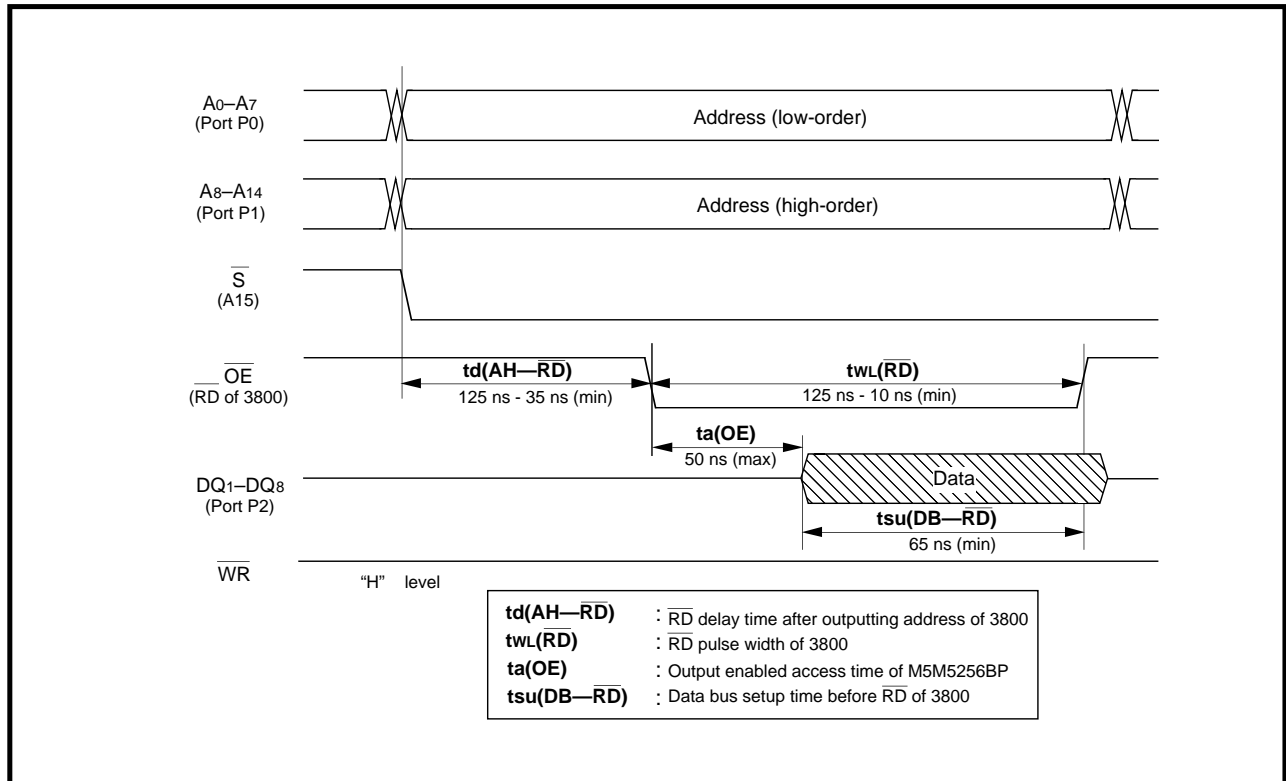 A0–A7
(Port P0)
Address (low-order)
A8–A14
(Port P1)
Address (high-order)
S
(A15)
OE
(RD of 3800)
td(AH—RD)
125 ns - 35 ns (min)
twL(RD)
125 ns - 10 ns (min)
ta(OE)
50 ns (max)
DQ1–DQ8
(Port P2)
Data
tsu(DB—RD)
65 ns (min)
WR
“H” level
td(AH—RD) : RD delay time after outputting address of 3800
twL(RD) : RD pulse width of 3800
ta(OE) : Output enabled access time of M5M5256BP
tsu(DB—RD) : Data bus setup time before RD of 3800